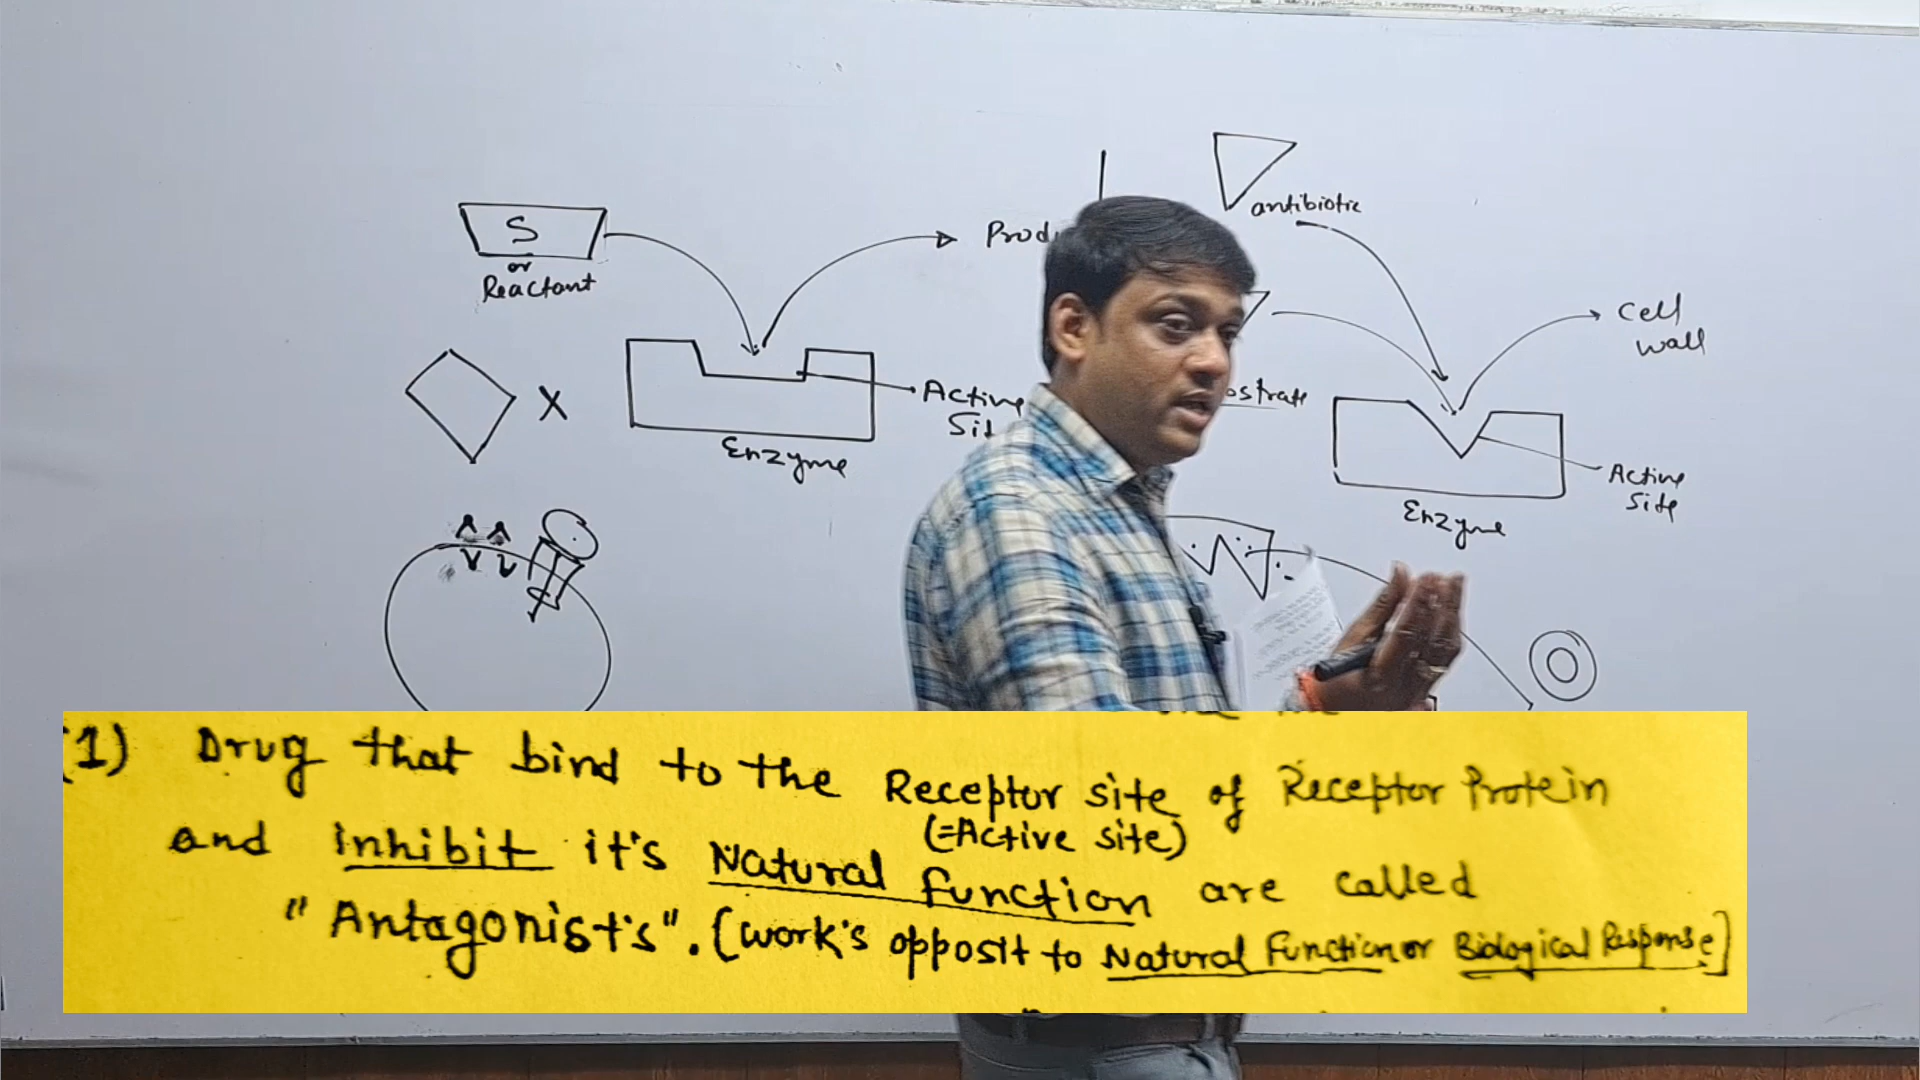 antibiotic
S
or
Reactant
Cell
wall
X
Active
Enzyme
Active
Site
Enzyme
(1) Drug that bind to the Receptor site of Receptor Protein
(=Active site)
and inhibit it's Natural function are called
"Antagonist's". (work's opposit to Natural Function or Biological Response)